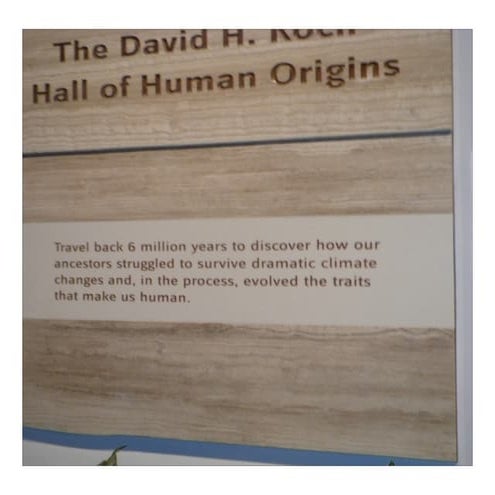 The David H. Koch
Hall of Human Origins
Travel back 6 million years to discover how our
ancestors struggled to survive dramatic climate
changes and, in the process, evolved the traits
that make us human.